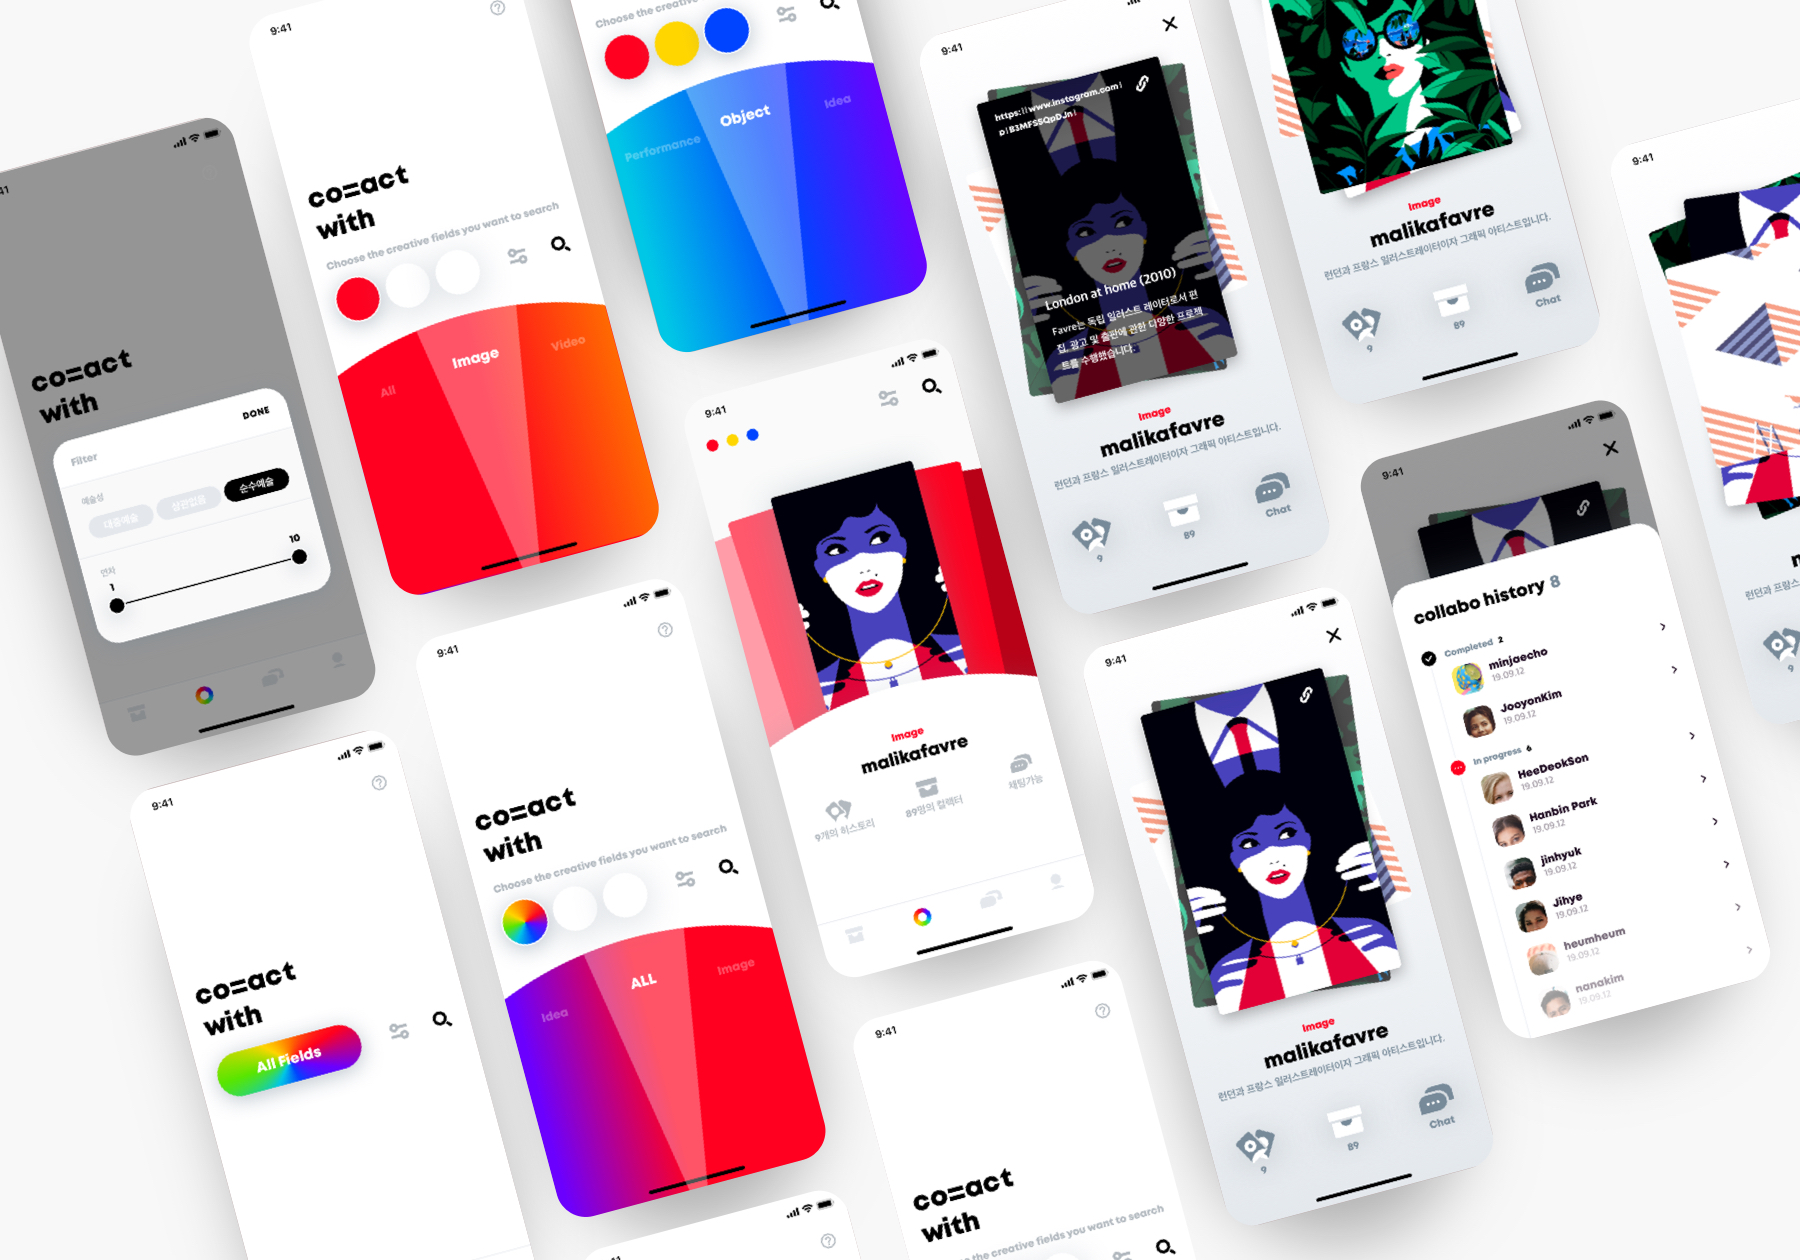 41
co=act
with
DONE
Filter
예술성
대중예술
상관없음
순수예술
연차
1
10
9:41
co=act
with
Choose the creative fields you want to search
All
Image
Video
Choose the creative
Performance
Object
Idea
9:41
https://www.instagram.com/
p/B3MFSSQpDJn/
London at home (2010)
Favre는 독립 일러스트 레이터로서 편
집, 광고 및 출판에 관한 다양한 프로젝
트를 수행했습니다.
Image
malikafavre
런던과 프랑스 일러스트레이터이자 그래픽 아티스트입니다.
9
89
Chat
Image
malikafavre
런던과 프랑스 일러스트레이터이자 그래픽 아티스트입니다.
9
89
Chat
9:41
9:41
co=act
with
All Fields
9:41
co=act
with
Choose the creative fields you want to search
Idea
ALL
Image
9:41
Image
malikafavre
9개의 히스토리
89명의 컬렉터
채팅가능
9:41
co=act
with
fields you want to search
9:41
Image
malikafavre
런던과 프랑스 일러스트레이터이자 그래픽 아티스트입니다.
9
89
Chat
9:41
collabo history 8
Completed 2
minjaecho
19.09.12
JooyonKim
19.09.12
In progress 6
HeeDeokSon
19.09.12
Hanbin Park
19.09.12
jinhyuk
19.09.12
Jihye
19.09.12
heumheum
19.09.12
nanakim
19.09.12
9